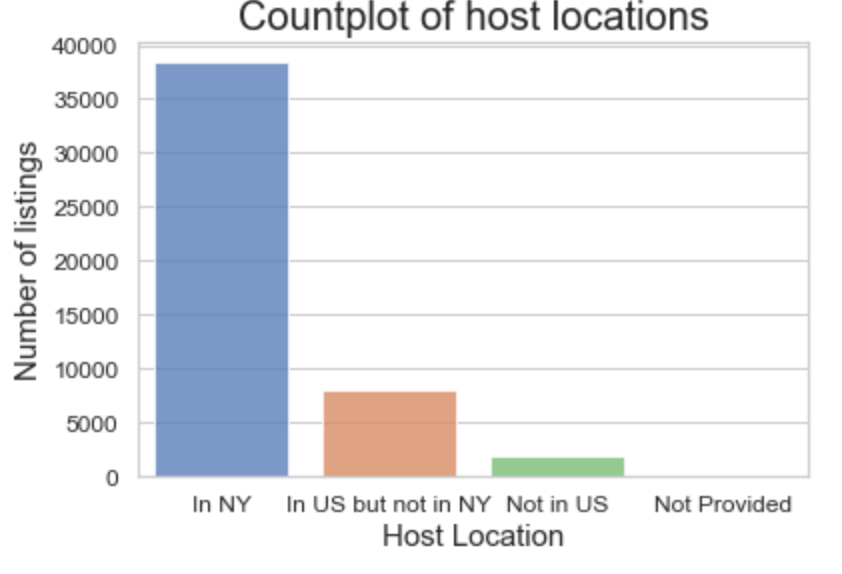 Countplot of host locations
40000
35000
30000
25000
20000
15000
10000
5000
0
Number of listings
In NY In US but not in NY Not in US Not Provided
Host Location